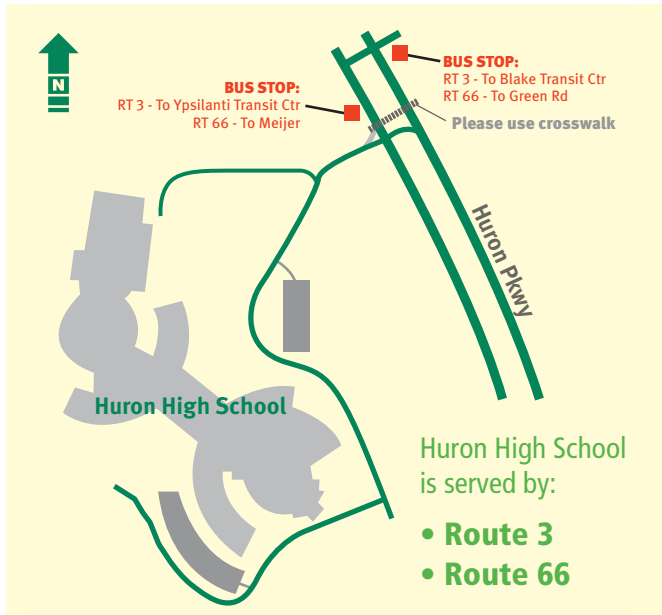 N
BUS STOP:
RT 3 - To Ypsilanti Transit Ctr
RT 66 - To Meijer
BUS STOP:
RT 3 - To Blake Transit Ctr
RT 66 - To Green Rd
Please use crosswalk
Huron Pkwy
Huron High School
Huron High School
is served by:
• Route 3
• Route 66